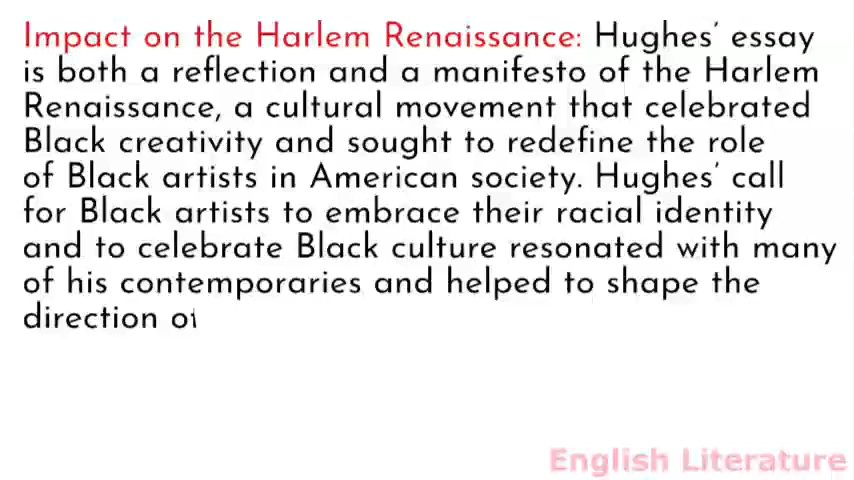 Impact on the Harlem Renaissance: Hughes' essay
is both a reflection and a manifesto of the Harlem
Renaissance, a cultural movement that celebrated
Black creativity and sought to redefine the role
of Black artists in American society. Hughes' call
for Black artists to embrace their racial identity
and to celebrate Black culture resonated with many
of his contemporaries and helped to shape the
direction
English Literature